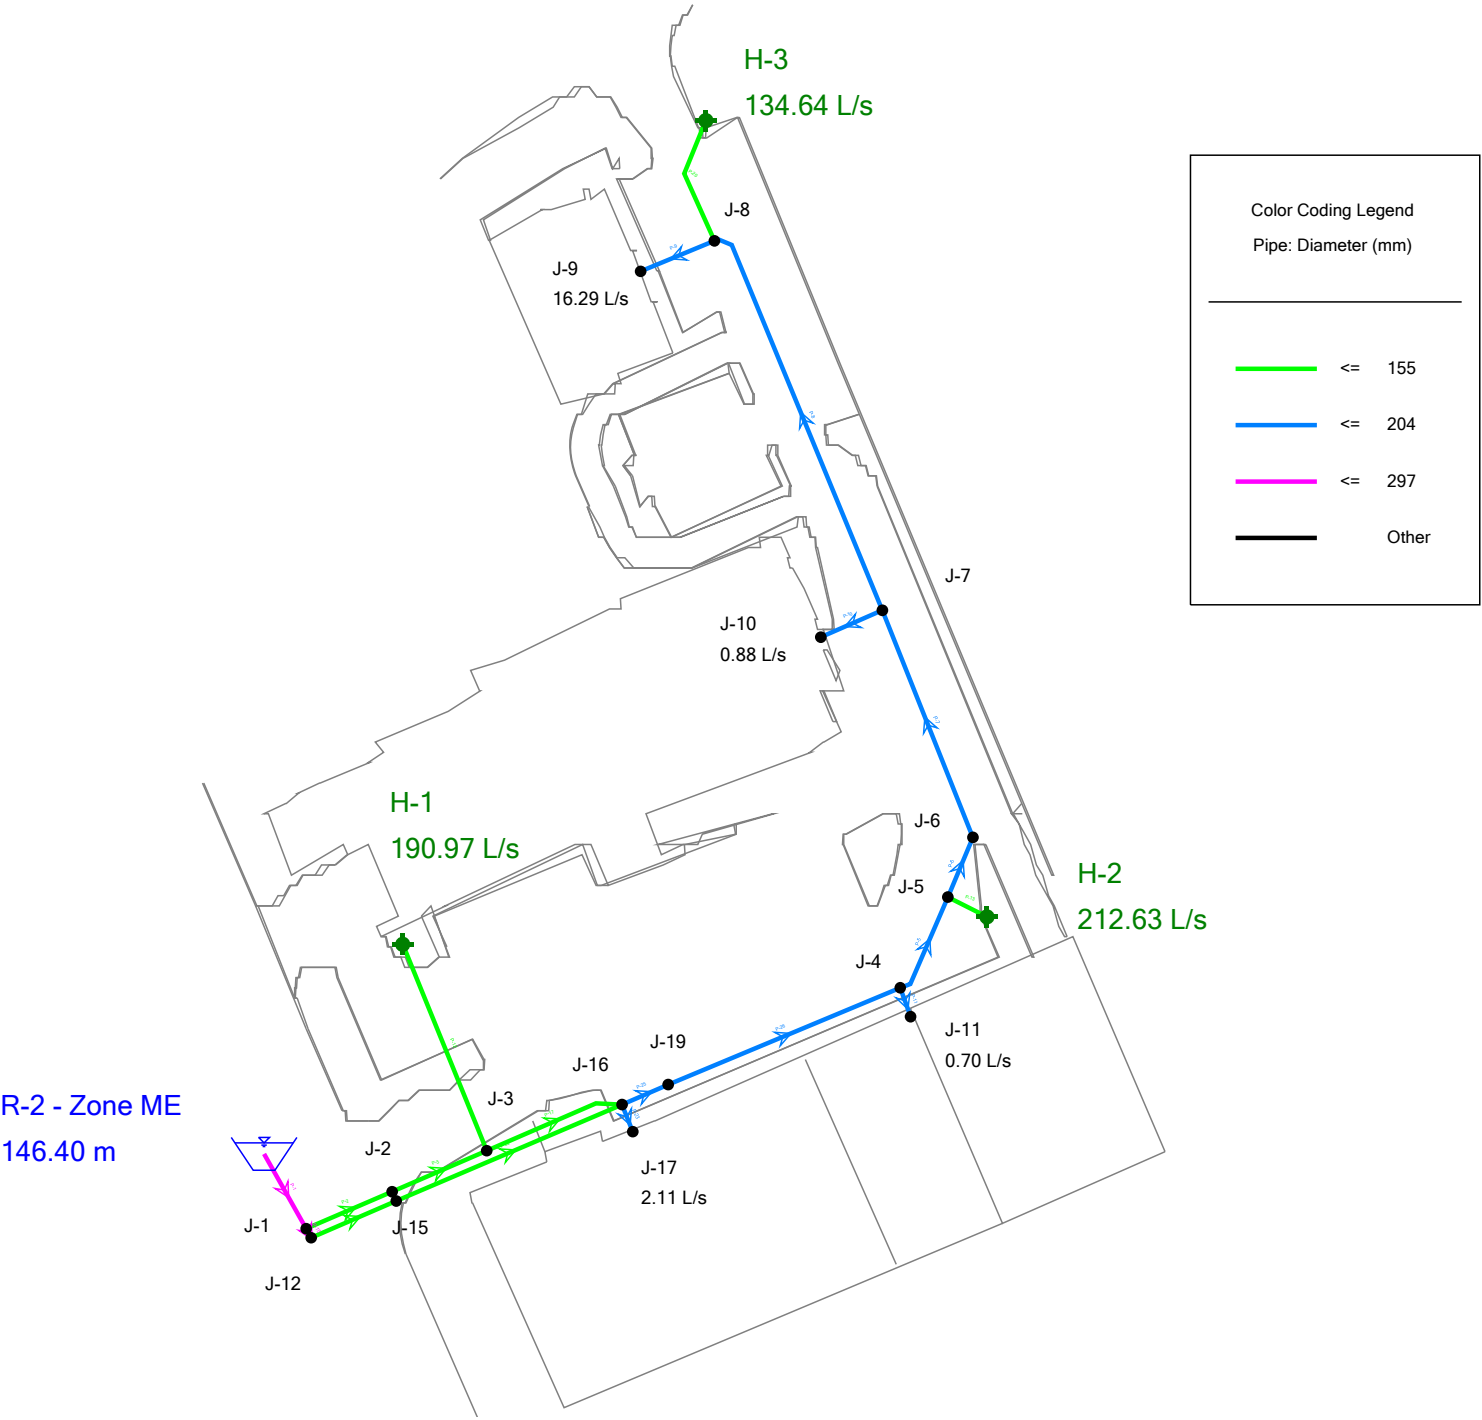 H-3
134.64 L/s
J-8
J-9
16.29 L/s
Color Coding Legend
Pipe: Diameter (mm)
<= 155
<= 204
<= 297
Other
J-7
J-10
0.88 L/s
H-1
190.97 L/s
J-6
J-5
H-2
212.63 L/s
J-4
J-11
0.70 L/s
J-19
J-16
J-3
R-2 - Zone ME
146.40 m
J-2
J-17
2.11 L/s
J-1
J-15
J-12